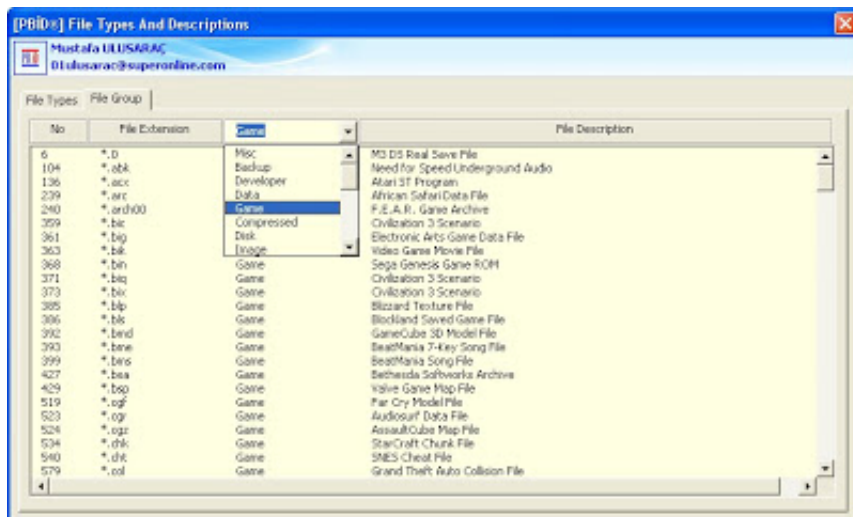 [PBİD®] File Types And Descriptions
Mustafa ULUSARAÇ
01ulusarac@superonline.com
File Types File Group
No File Extension Game File Description
6 *.0 Misc M3 DS Real Save File
104 *.abk Backup Need for Speed Underground Audio
136 *.acx Developer Atari ST Program
239 *.arc Data African Safari Data File
240 *.arch00 Game F.E.A.R. Game Archive
359 *.bic Compressed Civilization 3 Scenario
361 *.big Disk Electronic Arts Game Data File
363 *.bik Image Video Game Movie File
368 *.bin Game Sega Genesis Game ROM
371 *.biq Game Civilization 3 Scenario
373 *.bix Game Civilization 3 Scenario
385 *.blp Game Blizzard Texture File
386 *.bls Game Blockland Saved Game File
392 *.bmd Game GameCube 3D Model File
393 *.bme Game BeatMania 7-Key Song File
399 *.bms Game BeatMania Song File
427 *.bsa Game Bethesda Softworks Archive
429 *.bsp Game Valve Game Map File
519 *.cgf Game Far Cry Model File
523 *.cgr Game Audiosurf Data File
524 *.cgz Game AssaultCube Map File
534 *.chk Game StarCraft Chunk File
540 *.cht Game SNES Cheat File
579 *.col Game Grand Theft Auto Collision File